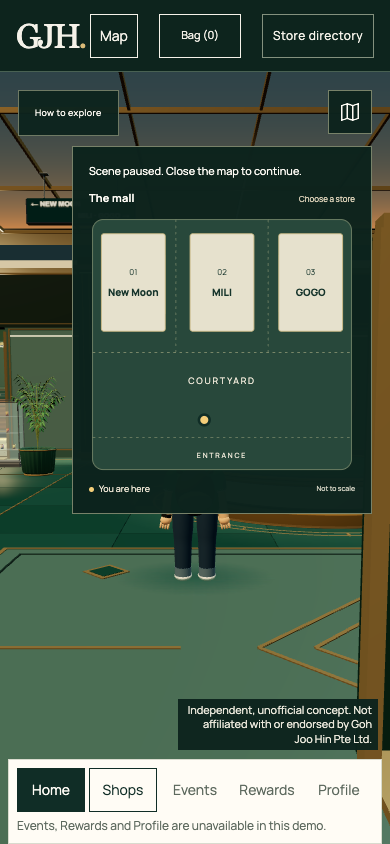 GJH.
Map
Bag (0)
Store directory
How to explore
← NEW MOO
Scene paused. Close the map to continue.
The mall
Choose a store
01
New Moon
02
MILI
03
GOGO
COURTYARD
ENTRANCE
You are here
Not to scale
Independent, unofficial concept. Not
affiliated with or endorsed by Goh
Joo Hin Pte Ltd.
Home
Shops
Events
Rewards
Profile
Events, Rewards and Profile are unavailable in this demo.